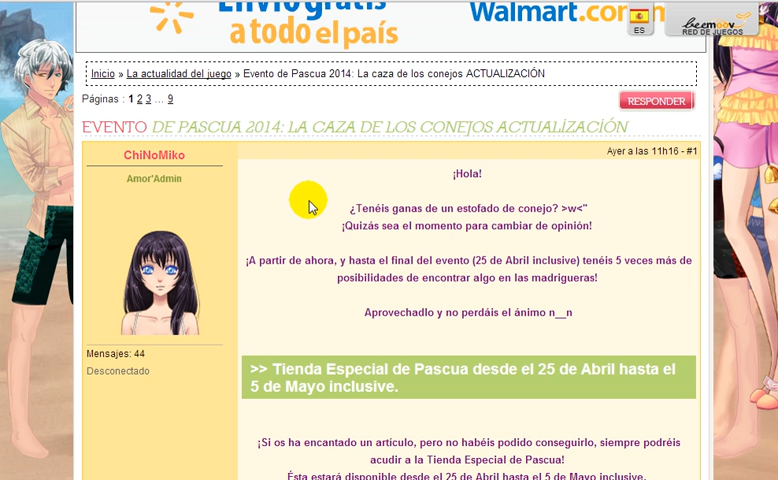 Envío gratis
a todo el país
Walmart.com
ES
beemoov
RED DE JUEGOS
Inicio » La actualidad del juego » Evento de Pascua 2014: La caza de los conejos ACTUALIZACIÓN
Páginas : 1 2 3 ... 9
RESPONDER
EVENTO DE PASCUA 2014: LA CAZA DE LOS CONEJOS ACTUALIZACIÓN
ChiNoMiko
Ayer a las 11h16 - #1
Amor'Admin
¡Hola!
¿Tenéis ganas de un estofado de conejo? >w<"
¡Quizás sea el momento para cambiar de opinión!
¡A partir de ahora, y hasta el final del evento (25 de Abril inclusive) tenéis 5 veces más de
posibilidades de encontrar algo en las madrigueras!
Aprovechadlo y no perdáis el ánimo n__n
Mensajes: 44
Desconectado
>> Tienda Especial de Pascua desde el 25 de Abril hasta el
5 de Mayo inclusive.
¡Si os ha encantado un artículo, pero no habéis podido conseguirlo, siempre podréis
acudir a la Tienda Especial de Pascua!
Ésta estará disponible desde el 25 de Abril hasta el 5 de Mayo inclusive.